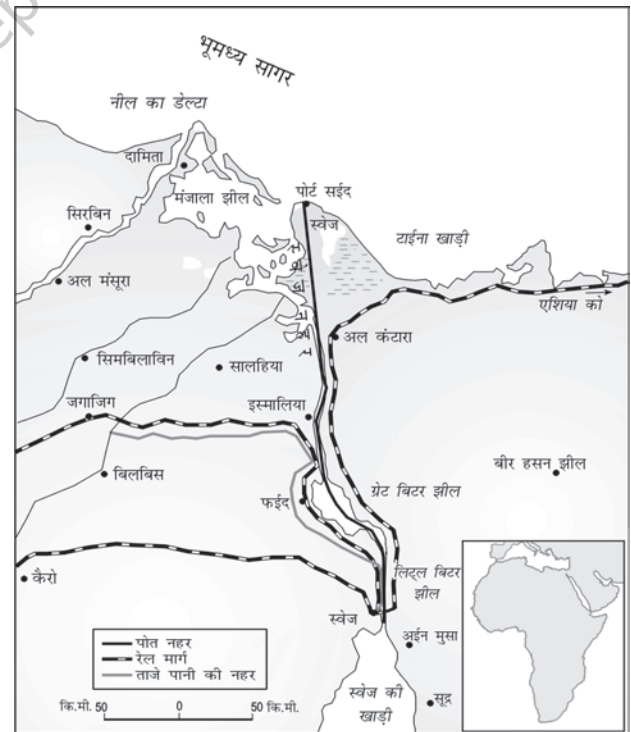 भूमध्य सागर
नील का डेल्टा
दामिता
मंजाला झील
पोर्ट सईद
सिरबिन
स्वेज
टाईना खाड़ी
अल मंसूरा
एशिया को
अल कंटारा
सिमबिलाविन
सालहिया
जगाजिग
इस्मालिया
बीर हसन झील
बिलबिस
ग्रेट बिटर झील
फईद
कैरो
लिट्ल बिटर
झील
स्वेज
अईन मुसा
पोत नहर
रेल मार्ग
ताजे पानी की नहर
स्वेज की
खाड़ी
सूद्र
कि.मी. 50 0 50 कि.मी.